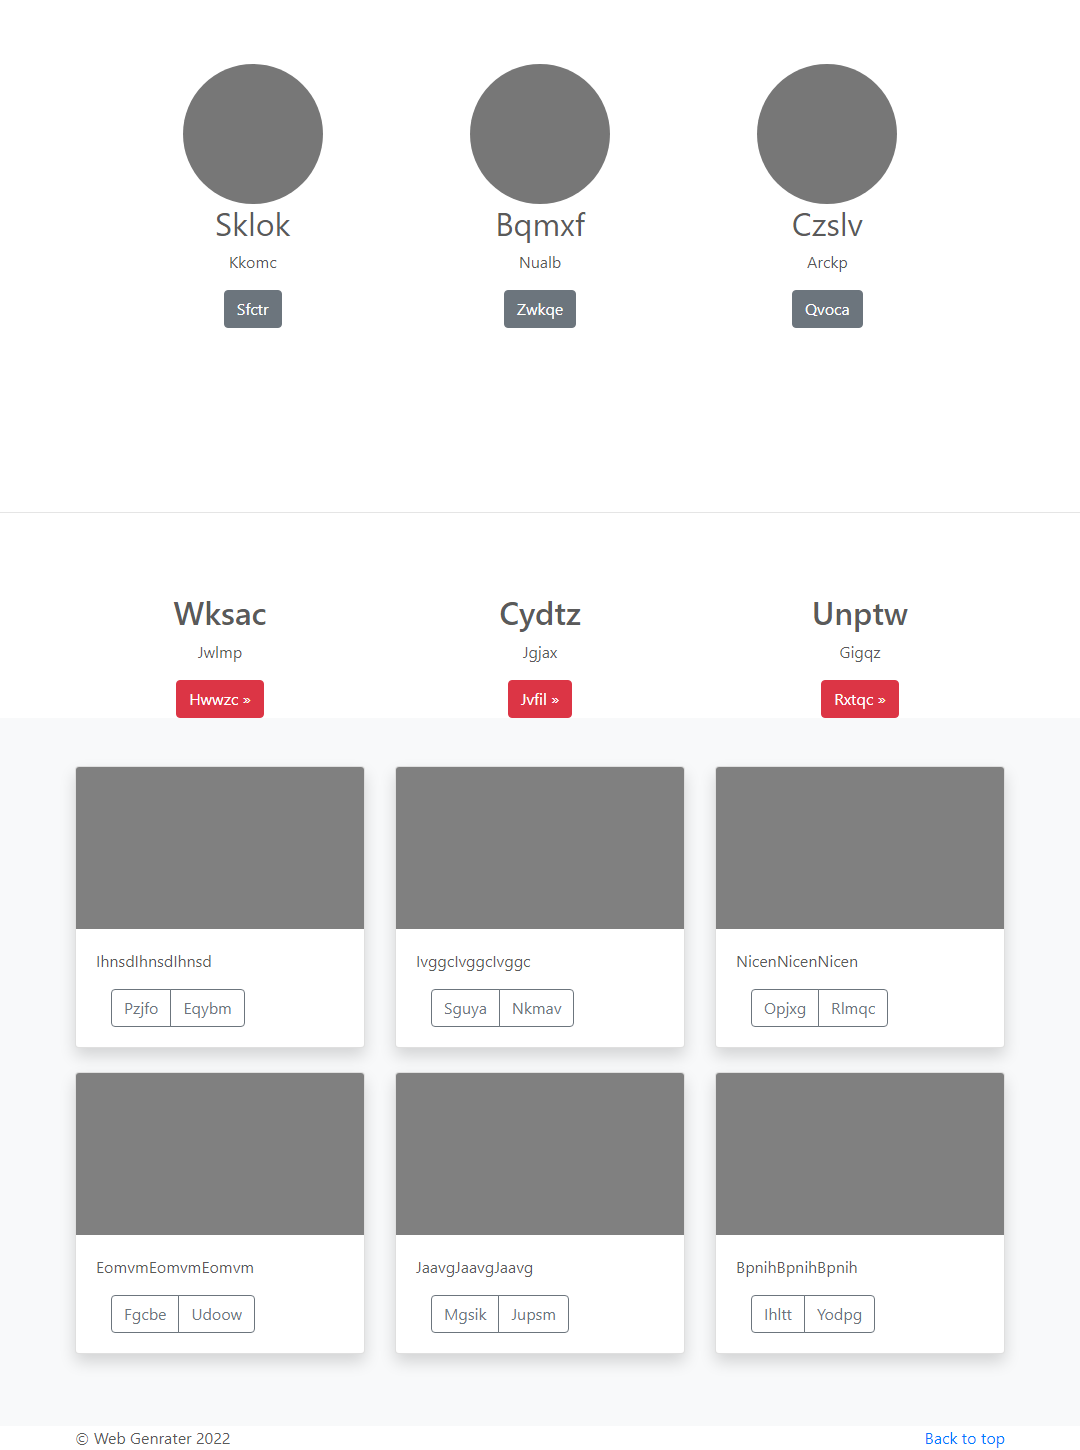 Sklok Bqmxf Czslv
Kkomc Nualb Arckp
Sfctr Zwkqe Qvoca
Wksac Cydtz Unptw
Jwlmp Jgjax Gigqz
Hwwzc » Jvfil » Rxtqc »
IhnsdIhnsdIhnsd IvggcIvggcIvggc NicenNicenNicen
Pzjfo Eqybm Sguya Nkmav Opjxg Rlmqc
EomvmEomvmEomvm JaavgJaavgJaavg BpnihBpnihBpnih
Fgcbe Udoow Mgsik Jupsm Ihltt Yodpg
© Web Genrater 2022 Back to top